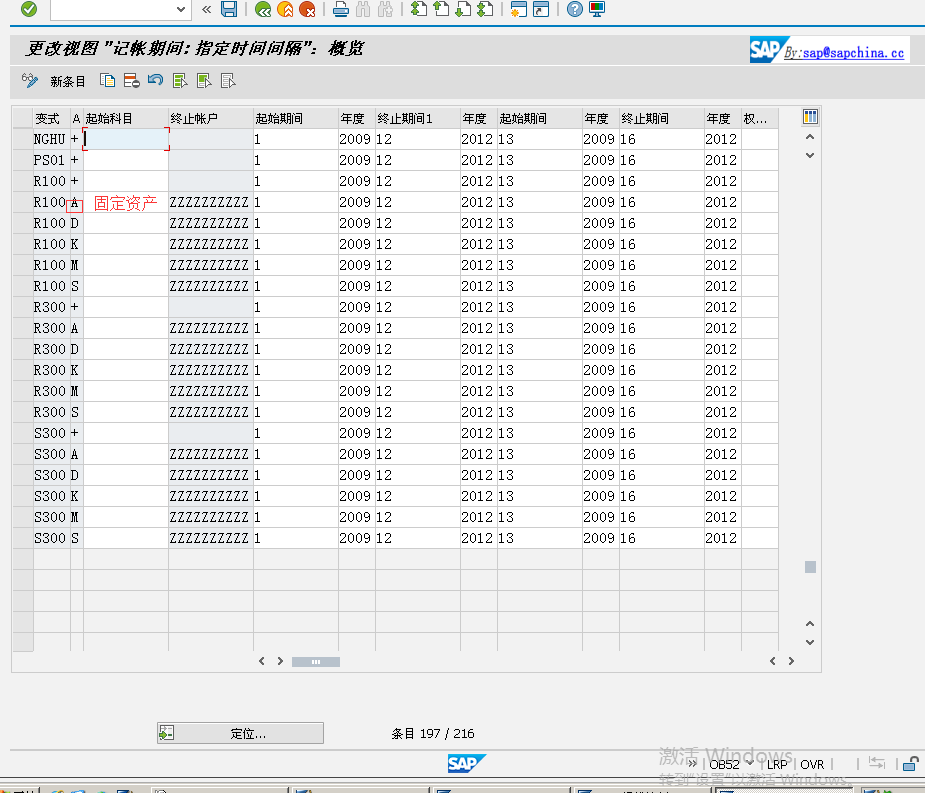 更改视图 "记帐期间: 指定时间间隔": 概览
SAP By:sap@sapchina.cc
新条目
变式 A 起始科目 终止帐户 起始期间 年度 终止期间1 年度 起始期间 年度 终止期间 年度 权...
NGHU + 1 2009 12 2012 13 2009 16 2012
PS01 + 1 2009 12 2012 13 2009 16 2012
R100 + 1 2009 12 2012 13 2009 16 2012
R100 A 固定资产 ZZZZZZZZZZ 1 2009 12 2012 13 2009 16 2012
R100 D ZZZZZZZZZZ 1 2009 12 2012 13 2009 16 2012
R100 K ZZZZZZZZZZ 1 2009 12 2012 13 2009 16 2012
R100 M ZZZZZZZZZZ 1 2009 12 2012 13 2009 16 2012
R100 S ZZZZZZZZZZ 1 2009 12 2012 13 2009 16 2012
R300 + 1 2009 12 2012 13 2009 16 2012
R300 A ZZZZZZZZZZ 1 2009 12 2012 13 2009 16 2012
R300 D ZZZZZZZZZZ 1 2009 12 2012 13 2009 16 2012
R300 K ZZZZZZZZZZ 1 2009 12 2012 13 2009 16 2012
R300 M ZZZZZZZZZZ 1 2009 12 2012 13 2009 16 2012
R300 S ZZZZZZZZZZ 1 2009 12 2012 13 2009 16 2012
S300 + 1 2009 12 2012 13 2009 16 2012
S300 A ZZZZZZZZZZ 1 2009 12 2012 13 2009 16 2012
S300 D ZZZZZZZZZZ 1 2009 12 2012 13 2009 16 2012
S300 K ZZZZZZZZZZ 1 2009 12 2012 13 2009 16 2012
S300 M ZZZZZZZZZZ 1 2009 12 2012 13 2009 16 2012
S300 S ZZZZZZZZZZ 1 2009 12 2012 13 2009 16 2012
定位... 条目 197 / 216
激活 Windows
SAP OB52 LRP OVR
转到"设置"以激活 Windows。